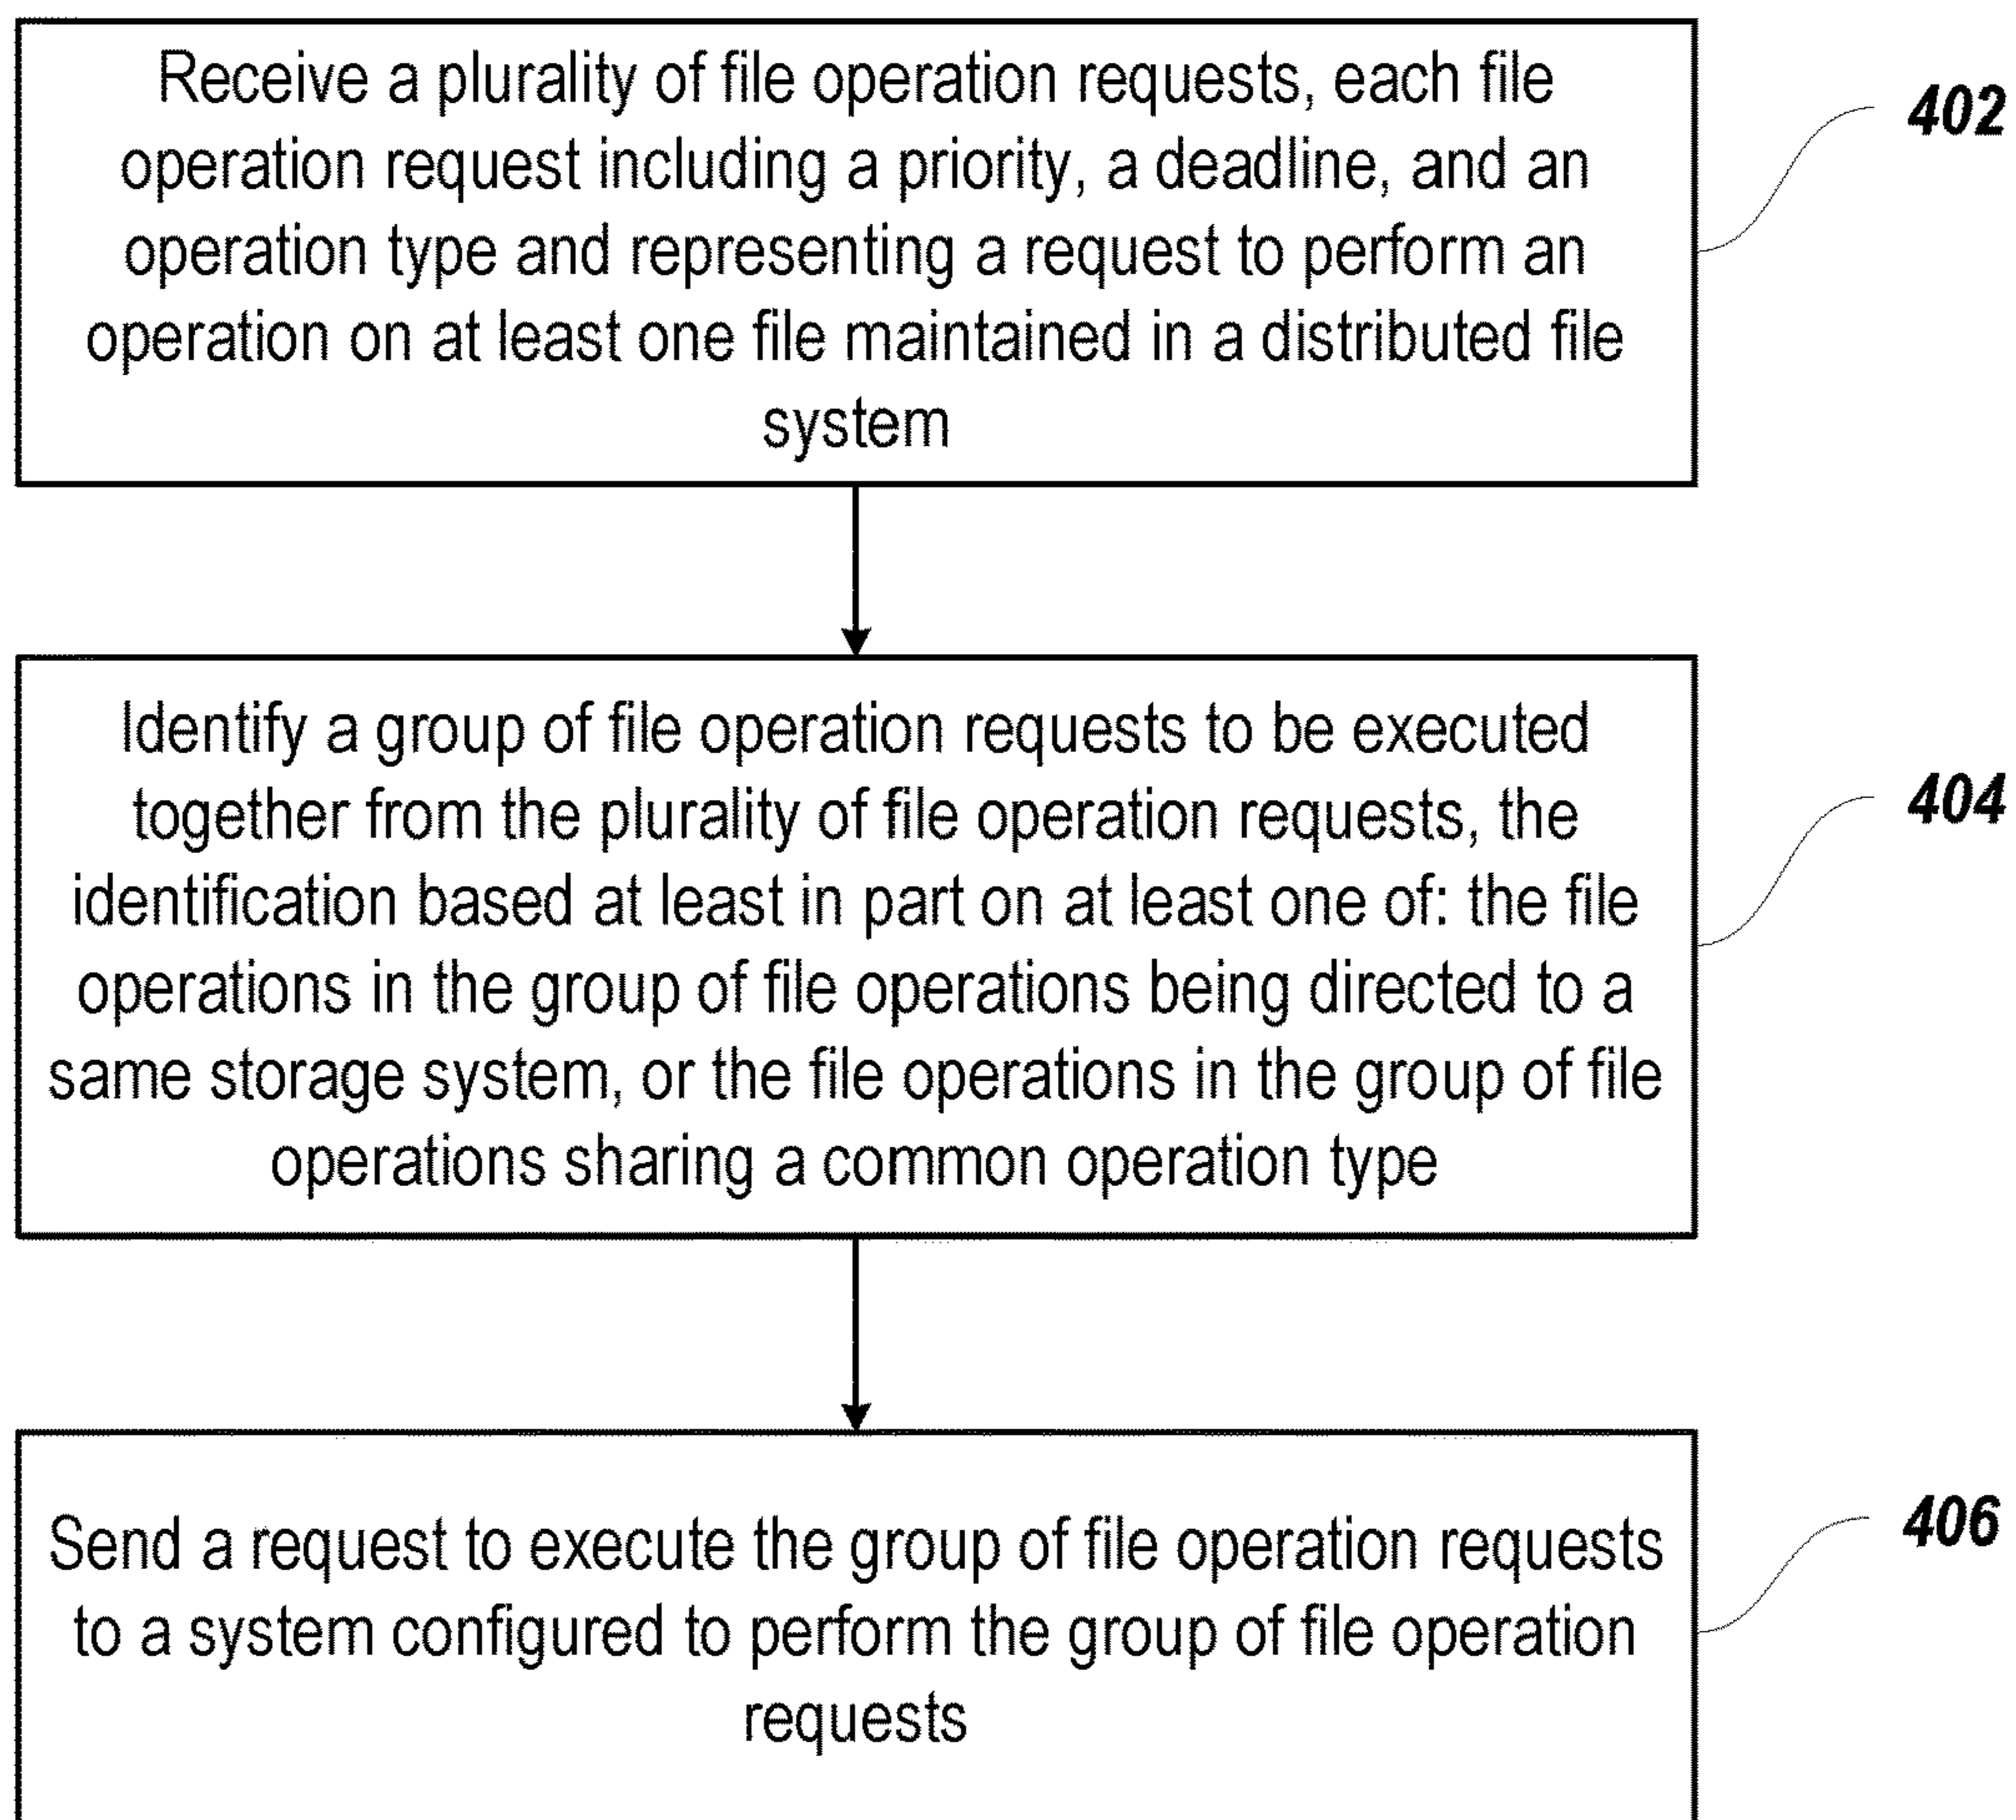 Receive a plurality of file operation requests, each file
operation request including a priority, a deadline, and an
operation type and representing a request to perform an
operation on at least one file maintained in a distributed file
system
402
Identify a group of file operation requests to be executed
together from the plurality of file operation requests, the
identification based at least in part on at least one of: the file
operations in the group of file operations being directed to a
same storage system, or the file operations in the group of file
operations sharing a common operation type
404
Send a request to execute the group of file operation requests
to a system configured to perform the group of file operation
requests
406